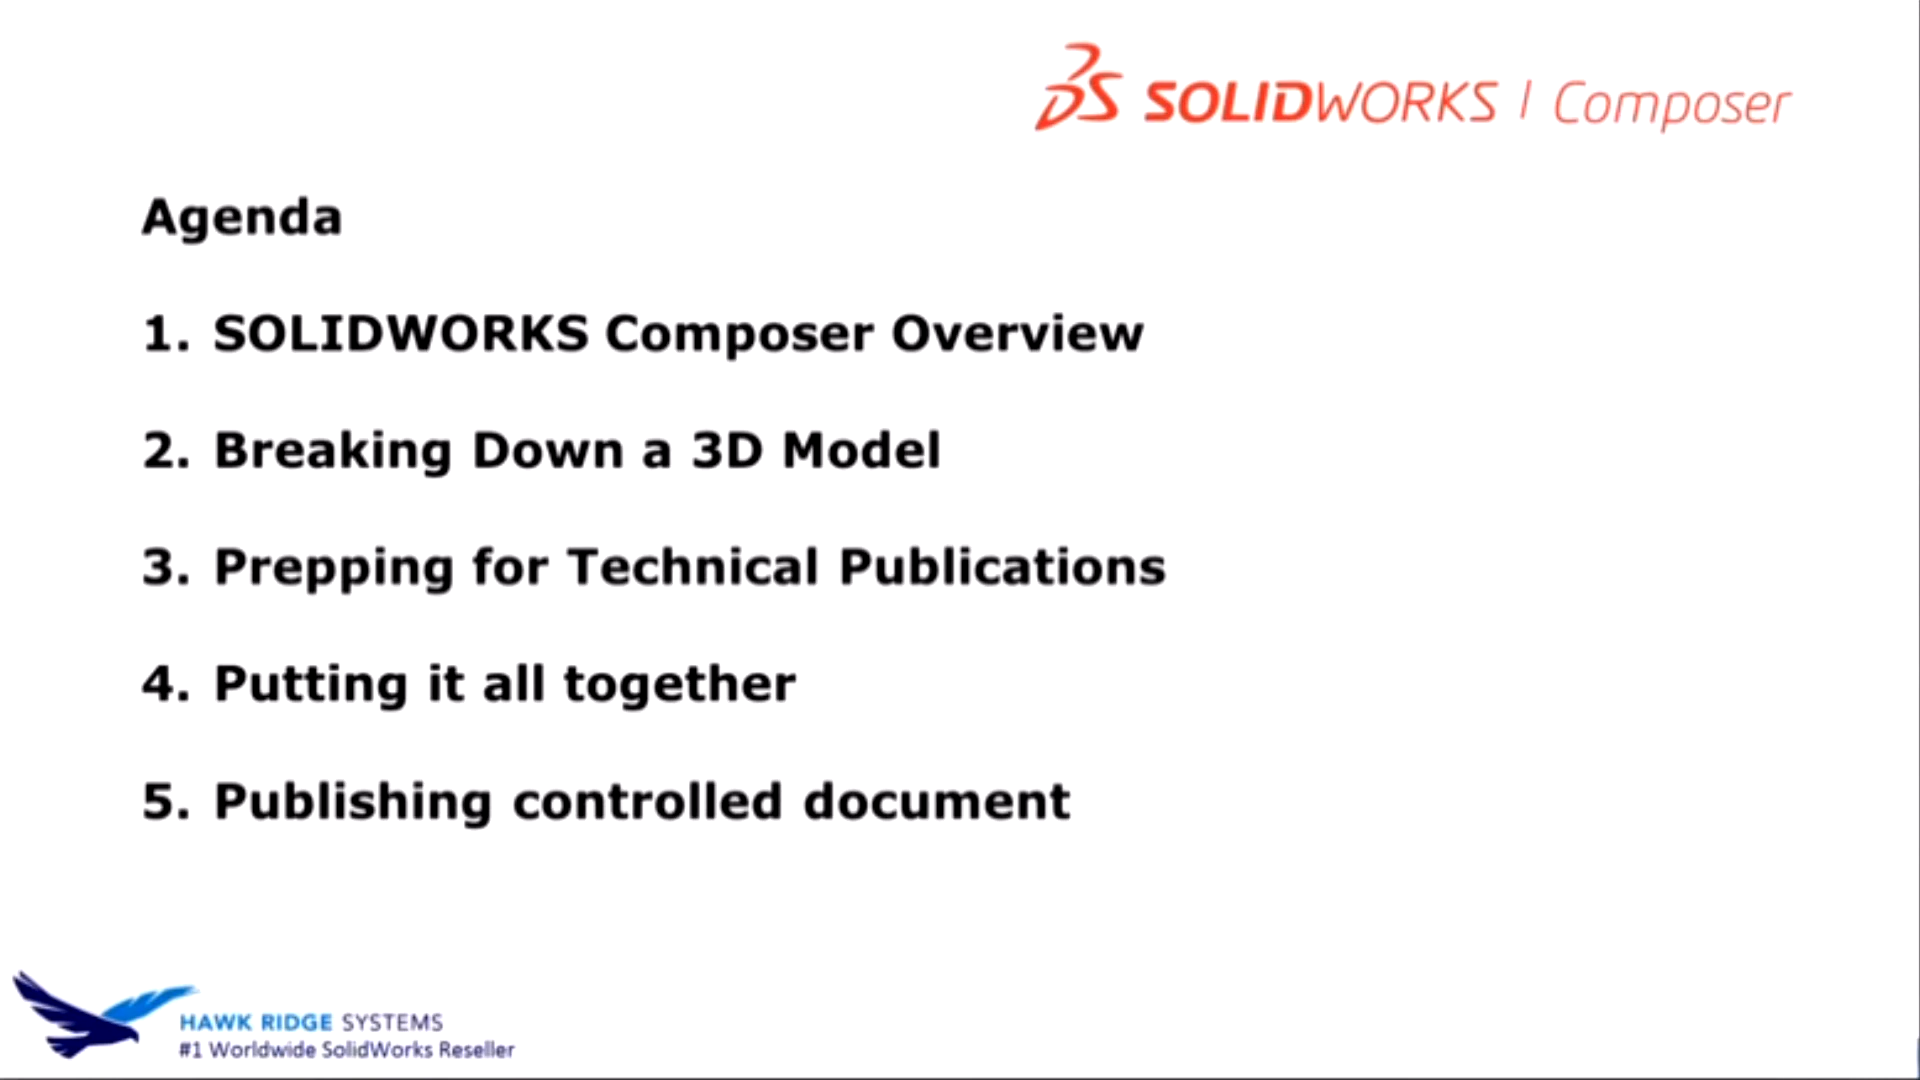 SOLIDWORKS | Composer
Agenda
1. SOLIDWORKS Composer Overview
2. Breaking Down a 3D Model
3. Prepping for Technical Publications
4. Putting it all together
5. Publishing controlled document
HAWK RIDGE SYSTEMS
#1 Worldwide SolidWorks Reseller